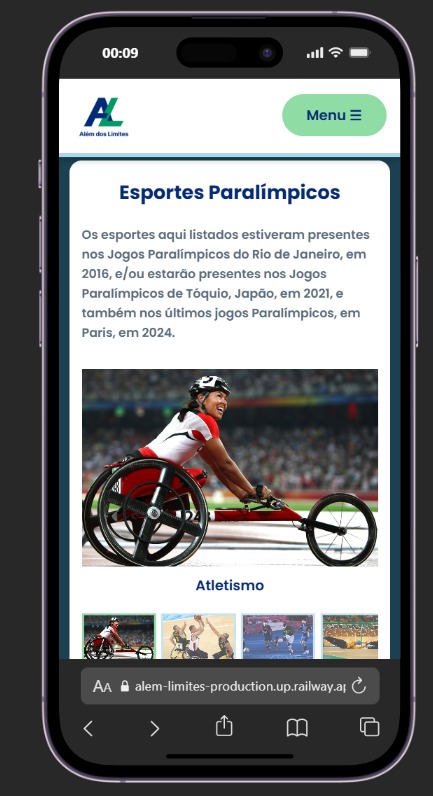 00:09
AL
Além dos Limites
Menu ☰
Esportes Paralímpicos
Os esportes aqui listados estiveram presentes
nos Jogos Paralímpicos do Rio de Janeiro, em
2016, e/ou estarão presentes nos Jogos
Paralímpicos de Tóquio, Japão, em 2021, e
também nos últimos jogos Paralímpicos, em
Paris, em 2024.
Atletismo
AA alem-limites-production.up.railway.a